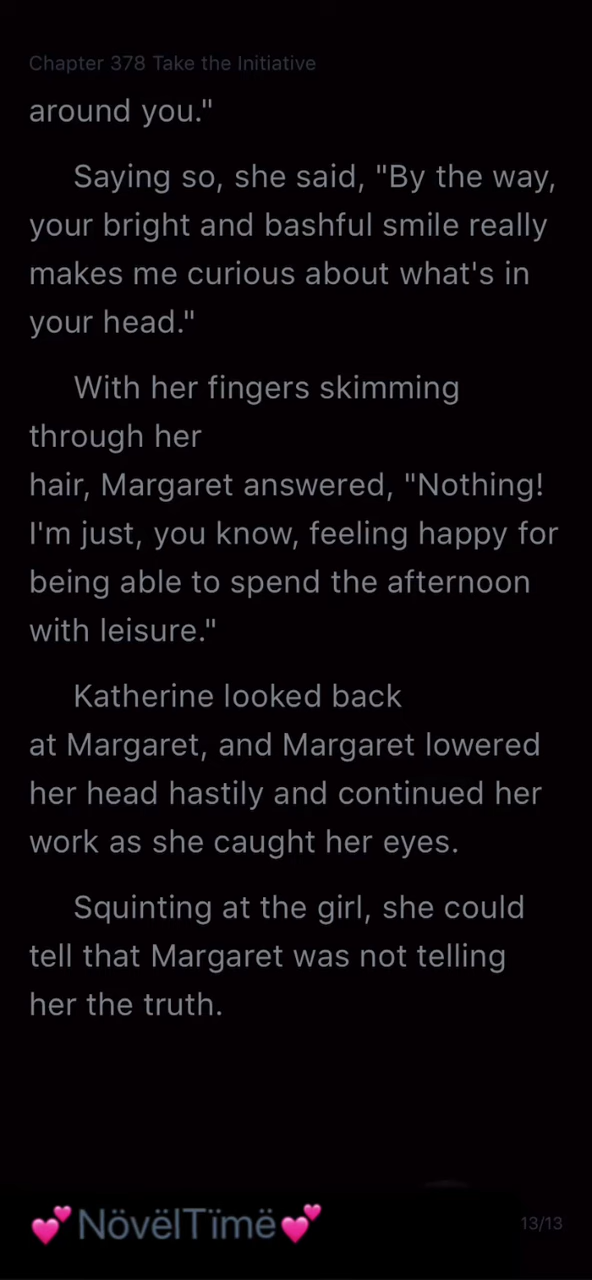 Chapter 378 Take the Initiative
around you."
Saying so, she said, "By the way,
your bright and bashful smile really
makes me curious about what's in
your head."
With her fingers skimming
through her
hair, Margaret answered, "Nothing!
I'm just, you know, feeling happy for
being able to spend the afternoon
with leisure."
Katherine looked back
at Margaret, and Margaret lowered
her head hastily and continued her
work as she caught her eyes.
Squinting at the girl, she could
tell that Margaret was not telling
her the truth.
💕NövëlTïmë💕
13/13